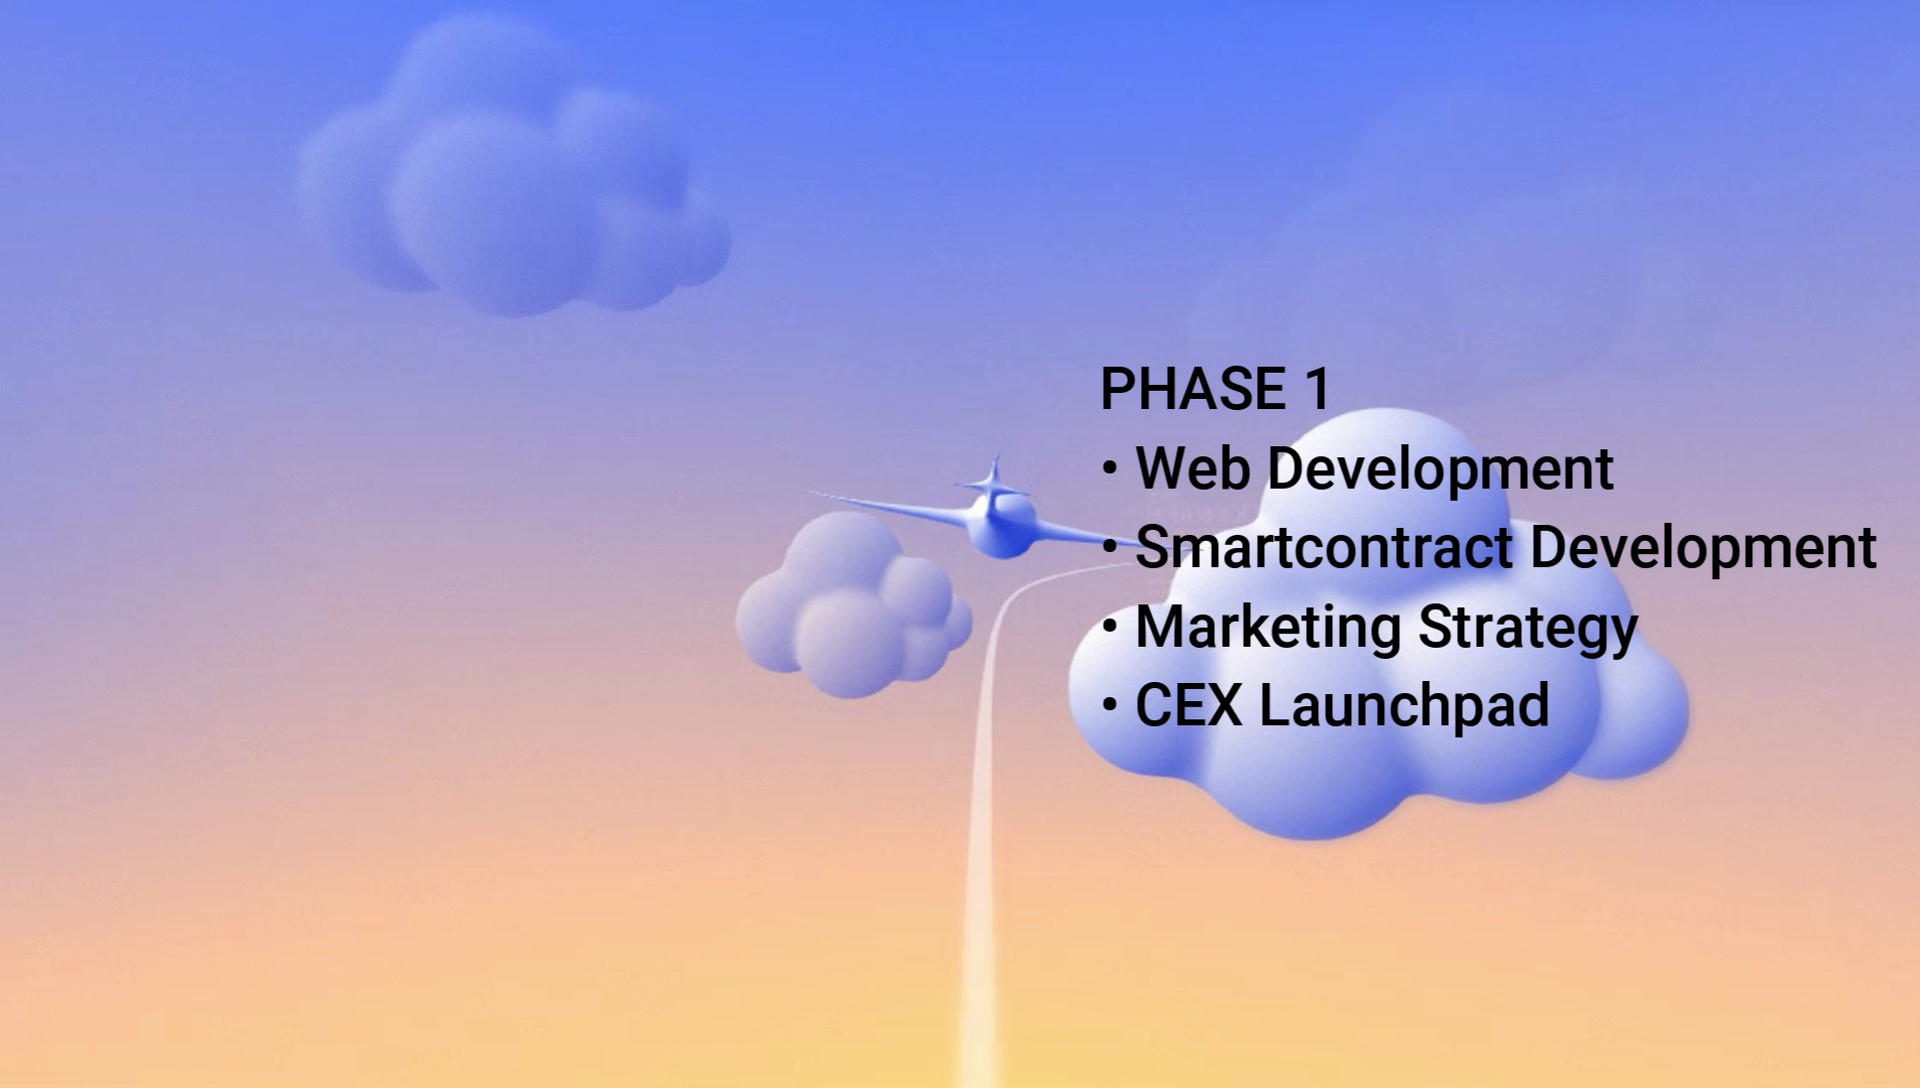 PHASE 1
• Web Development
• Smartcontract Development
• Marketing Strategy
• CEX Launchpad